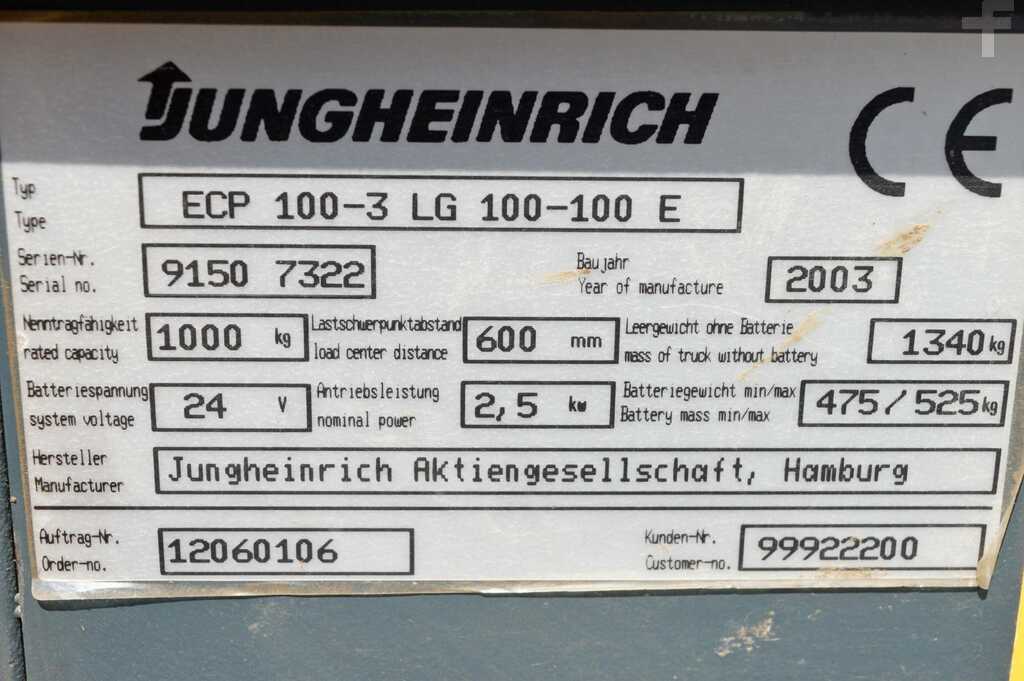 JUNGHEINRICH
CE
f
Typ
Type
ECP 100-3 LG 100-100 E
Serien-Nr.
Serial no.
9150 7322
Baujahr
Year of manufacture
2003
Nenntragfähigkeit
rated capacity
1000 kg
Lastschwerpunktabstand
load center distance
600 mm
Leergewicht ohne Batterie
mass of truck without battery
1340 kg
Batteriespannung
system voltage
24 V
Antriebsleistung
nominal power
2,5 kw
Batteriegewicht min/max
Battery mass min/max
475/525 kg
Hersteller
Manufacturer
Jungheinrich Aktiengesellschaft, Hamburg
Auftrag-Nr.
Order-no.
12060106
Kunden-Nr.
Customer-no.
99922200